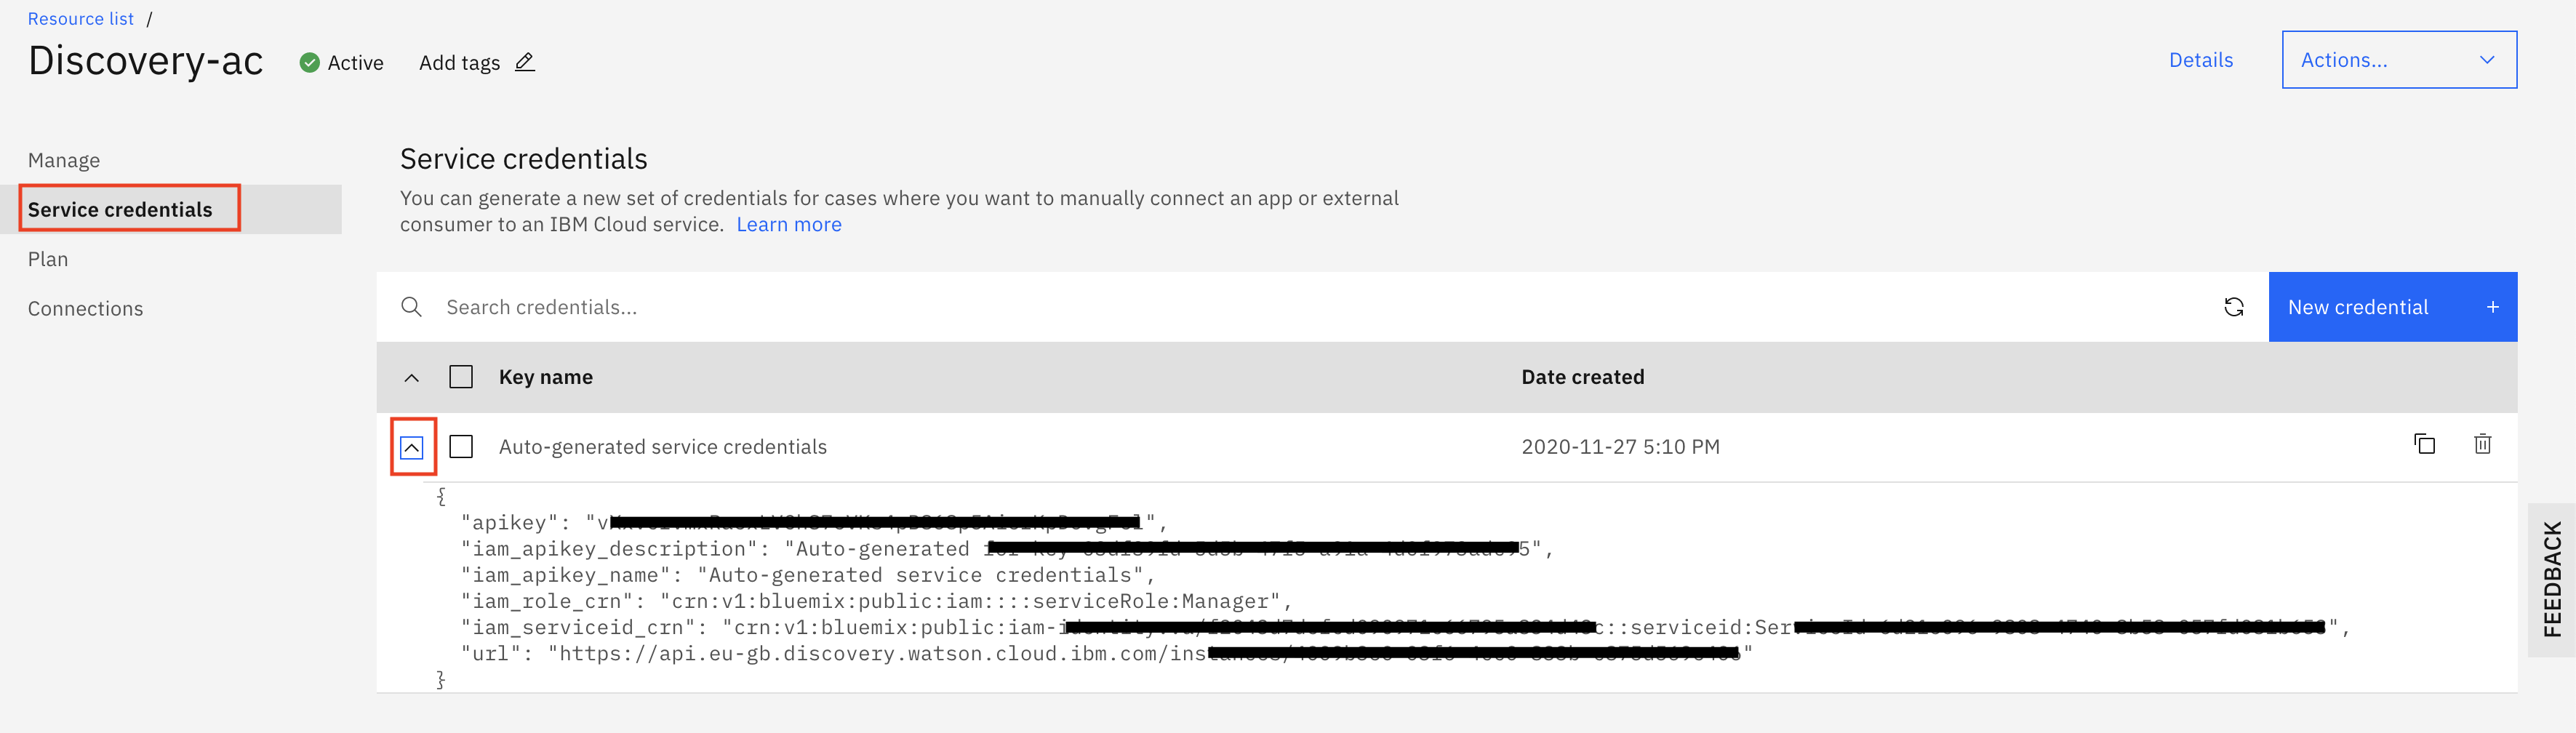 Resource list /
Discovery-ac Active Add tags Details Actions...
Manage
Service credentials
Plan
Connections
Service credentials
You can generate a new set of credentials for cases where you want to manually connect an app or external
consumer to an IBM Cloud service. Learn more
Search credentials... New credential +
Key name Date created
Auto-generated service credentials 2020-11-27 5:10 PM
{
"apikey": "v",
"iam_apikey_description": "Auto-generated 5",
"iam_apikey_name": "Auto-generated service credentials",
"iam_role_crn": "crn:v1:bluemix:public:iam::::serviceRole:Manager",
"iam_serviceid_crn": "crn:v1:bluemix:public:iam-i c::serviceid:Ser",
"url": "https://api.eu-gb.discovery.watson.cloud.ibm.com/ins"
}
FEEDBACK